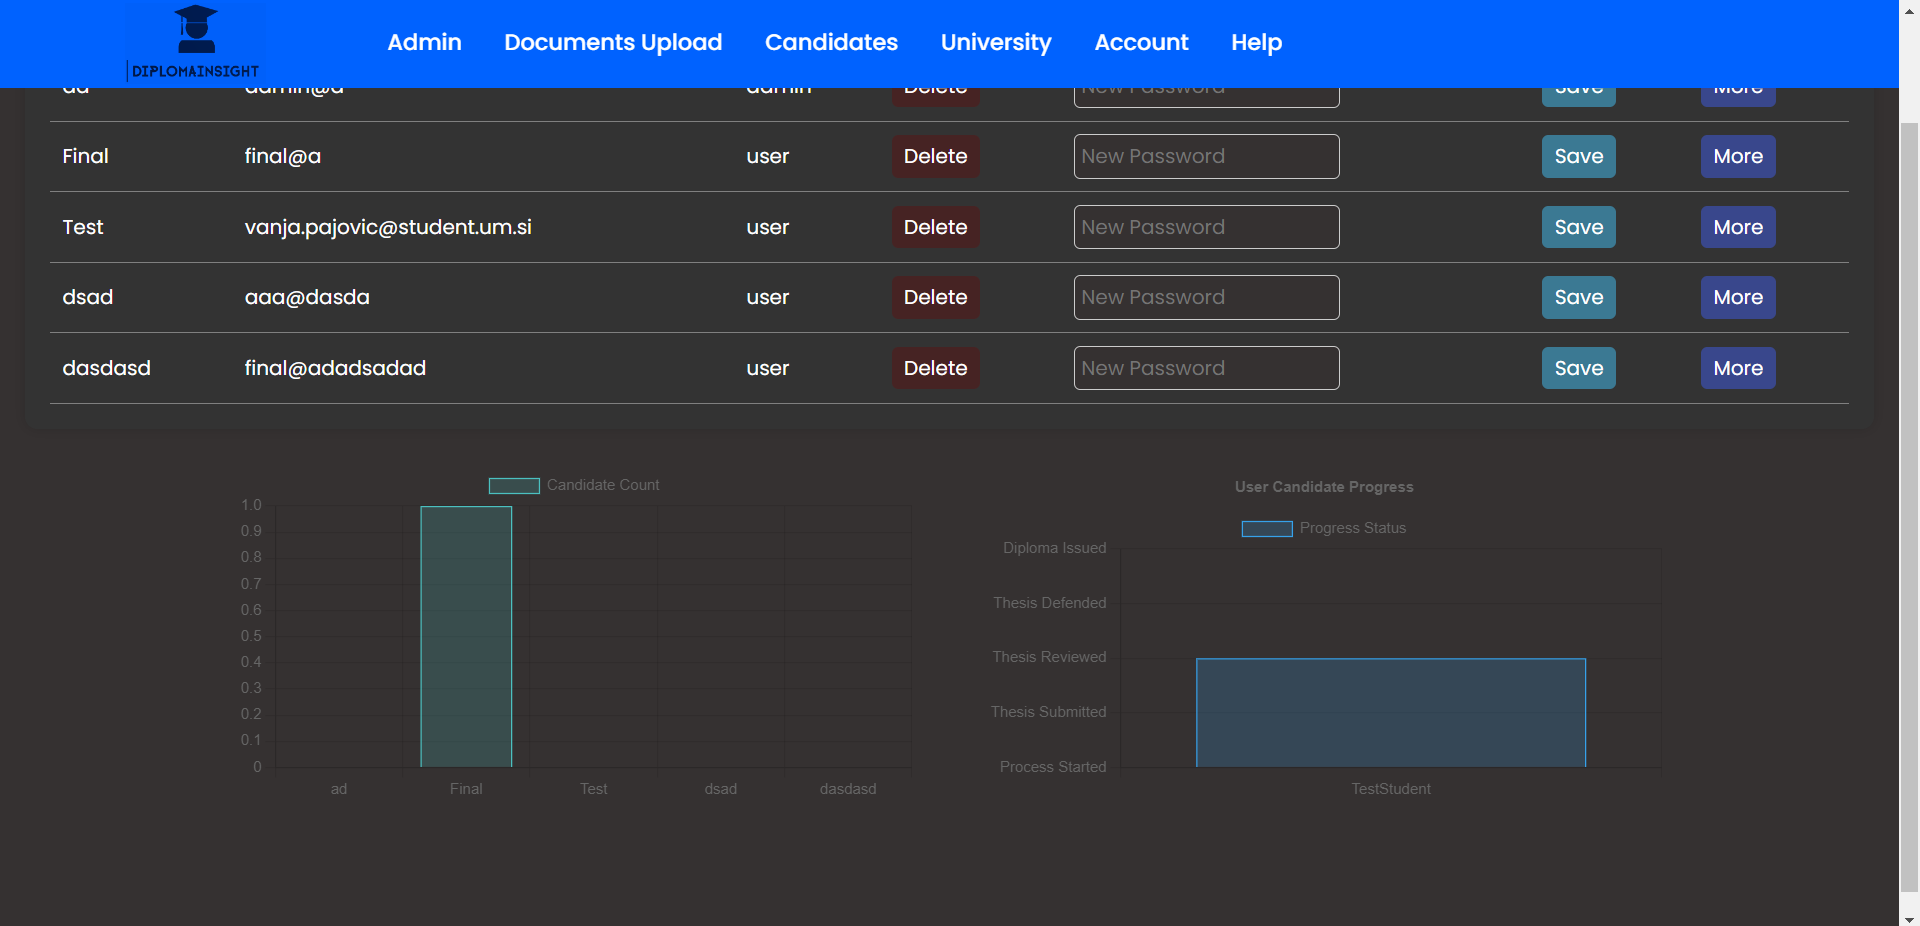 Admin Documents Upload Candidates University Account Help
DIPLOMAINSIGHT
ad admin@a admin Delete New Password Save More
Final final@a user Delete New Password Save More
Test vanja.pajovic@student.um.si user Delete New Password Save More
dsad aaa@dasda user Delete New Password Save More
dasdasd final@adadsadad user Delete New Password Save More
Candidate Count
1.0
0.9
0.8
0.7
0.6
0.5
0.4
0.3
0.2
0.1
0
ad Final Test dsad dasdasd
User Candidate Progress
Progress Status
Diploma Issued
Thesis Defended
Thesis Reviewed
Thesis Submitted
Process Started
TestStudent